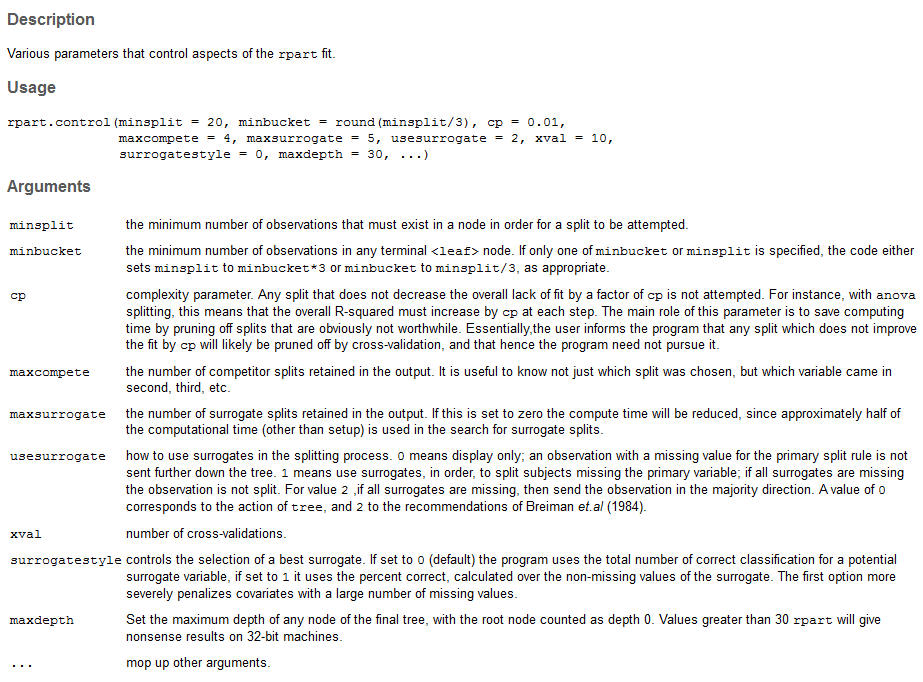 Description
Various parameters that control aspects of the rpart fit.
Usage
rpart.control(minsplit = 20, minbucket = round(minsplit/3), cp = 0.01,
maxcompete = 4, maxsurrogate = 5, usesurrogate = 2, xval = 10,
surrogatestyle = 0, maxdepth = 30, ...)
Arguments
minsplit the minimum number of observations that must exist in a node in order for a split to be attempted.
minbucket the minimum number of observations in any terminal <leaf> node. If only one of minbucket or minsplit is specified, the code either
sets minsplit to minbucket*3 or minbucket to minsplit/3, as appropriate.
cp complexity parameter. Any split that does not decrease the overall lack of fit by a factor of cp is not attempted. For instance, with anova
splitting, this means that the overall R-squared must increase by cp at each step. The main role of this parameter is to save computing
time by pruning off splits that are obviously not worthwhile. Essentially,the user informs the program that any split which does not improve
the fit by cp will likely be pruned off by cross-validation, and that hence the program need not pursue it.
maxcompete the number of competitor splits retained in the output. It is useful to know not just which split was chosen, but which variable came in
second, third, etc.
maxsurrogate the number of surrogate splits retained in the output. If this is set to zero the compute time will be reduced, since approximately half of
the computational time (other than setup) is used in the search for surrogate splits.
usesurrogate how to use surrogates in the splitting process. 0 means display only; an observation with a missing value for the primary split rule is not
sent further down the tree. 1 means use surrogates, in order, to split subjects missing the primary variable; if all surrogates are missing
the observation is not split. For value 2 ,if all surrogates are missing, then send the observation in the majority direction. A value of 0
corresponds to the action of tree, and 2 to the recommendations of Breiman et.al (1984).
xval number of cross-validations.
surrogatestyle controls the selection of a best surrogate. If set to 0 (default) the program uses the total number of correct classification for a potential
surrogate variable, if set to 1 it uses the percent correct, calculated over the non-missing values of the surrogate. The first option more
severely penalizes covariates with a large number of missing values.
maxdepth Set the maximum depth of any node of the final tree, with the root node counted as depth 0. Values greater than 30 rpart will give
nonsense results on 32-bit machines.
... mop up other arguments.